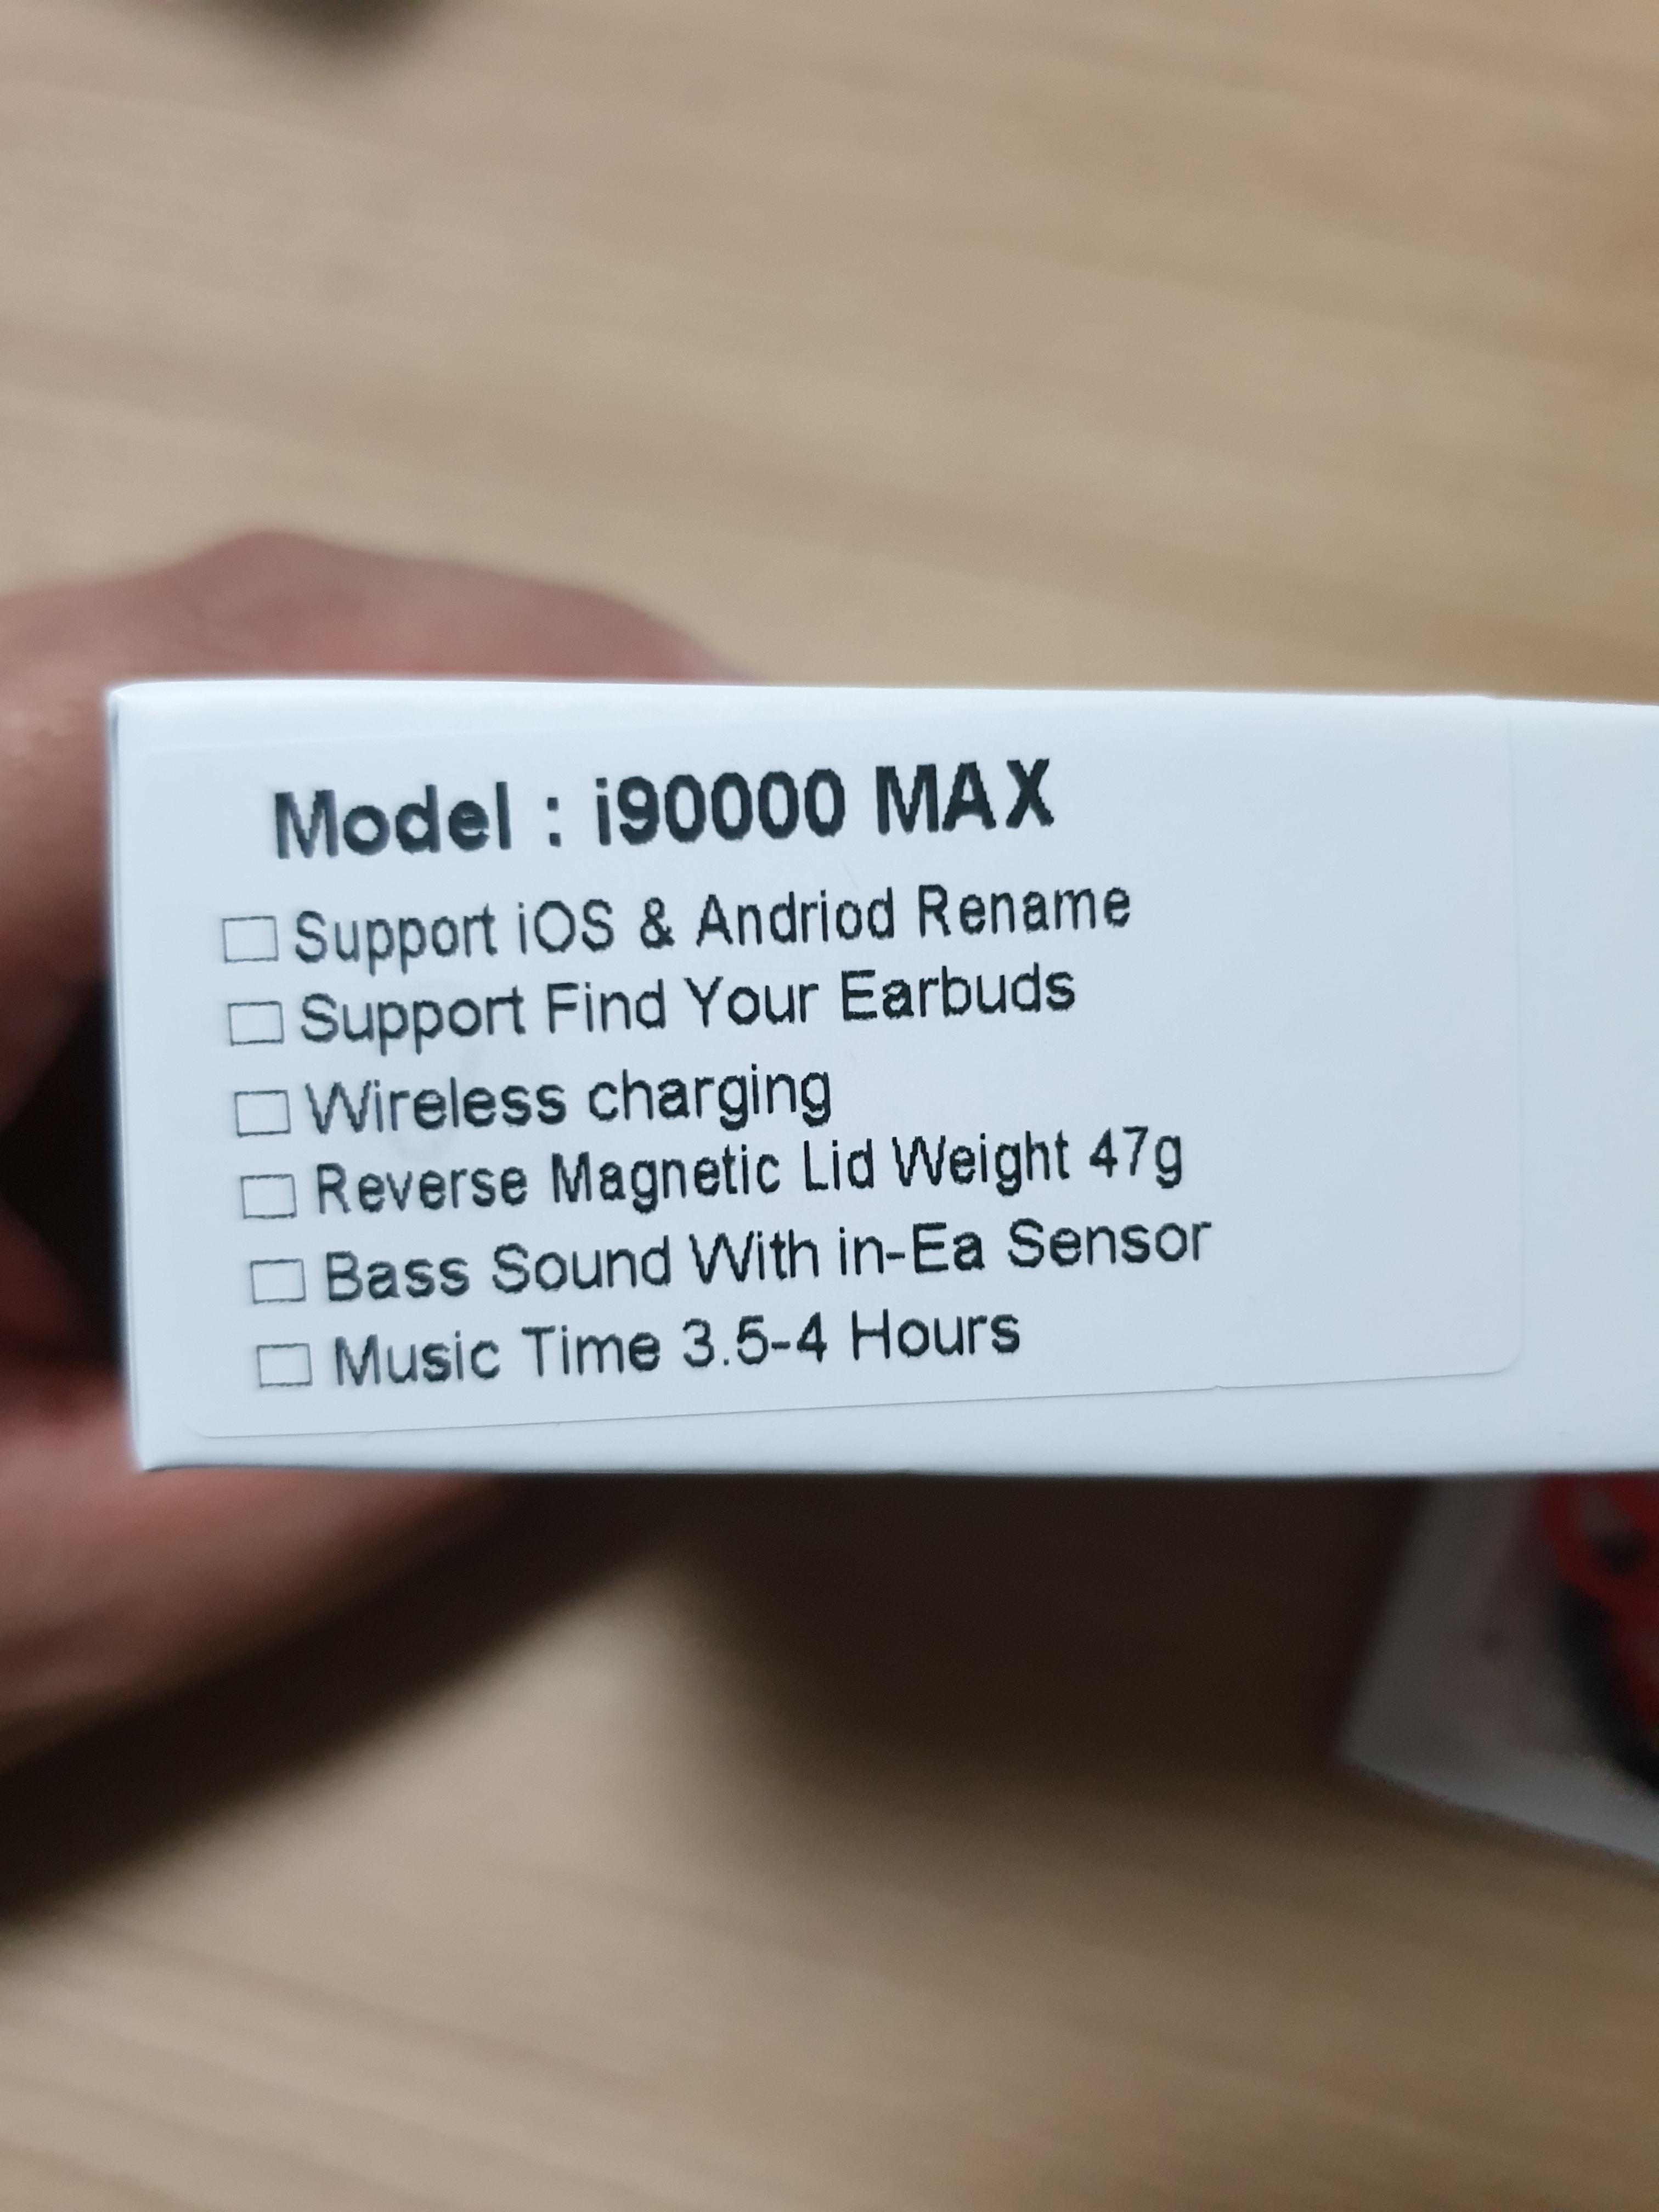 Model : i90000 MAX
☐ Support iOS & Andriod Rename
☐ Support Find Your Earbuds
☐ Wireless charging
☐ Reverse Magnetic Lid Weight 47g
☐ Bass Sound With in-Ea Sensor
☐ Music Time 3.5-4 Hours